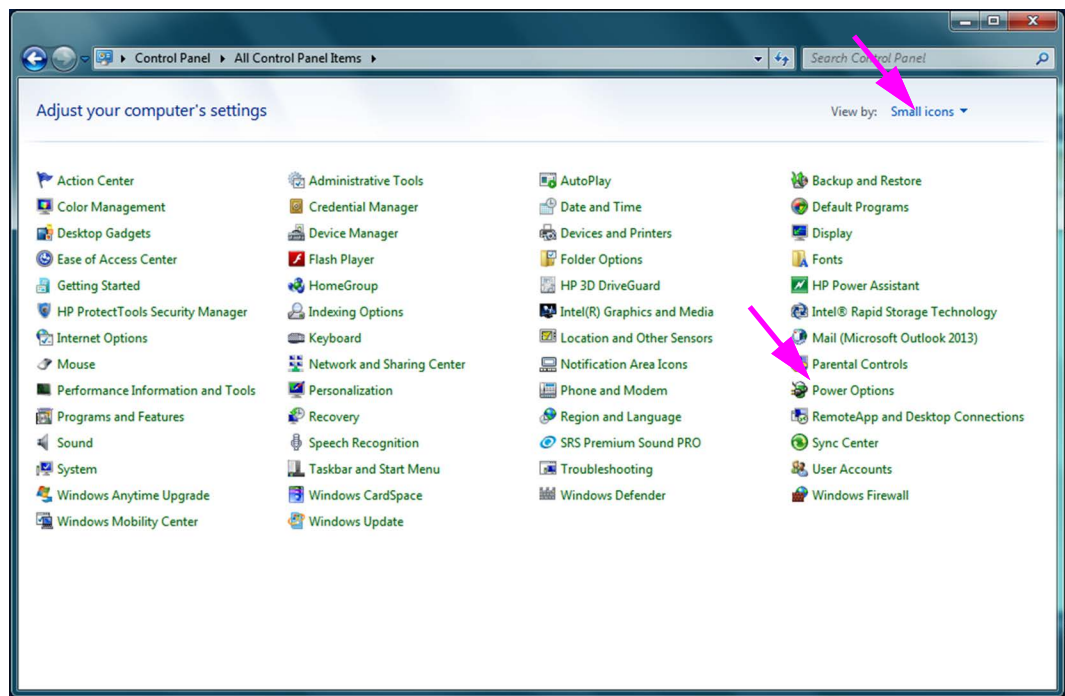 Control Panel All Control Panel Items Search Control Panel
Adjust your computer's settings View by: Small icons
Action Center Administrative Tools AutoPlay Backup and Restore
Color Management Credential Manager Date and Time Default Programs
Desktop Gadgets Device Manager Devices and Printers Display
Ease of Access Center Flash Player Folder Options Fonts
Getting Started HomeGroup HP 3D DriveGuard HP Power Assistant
HP ProtectTools Security Manager Indexing Options Intel(R) Graphics and Media Intel® Rapid Storage Technology
Internet Options Keyboard Location and Other Sensors Mail (Microsoft Outlook 2013)
Mouse Network and Sharing Center Notification Area Icons Parental Controls
Performance Information and Tools Personalization Phone and Modem Power Options
Programs and Features Recovery Region and Language RemoteApp and Desktop Connections
Sound Speech Recognition SRS Premium Sound PRO Sync Center
System Taskbar and Start Menu Troubleshooting User Accounts
Windows Anytime Upgrade Windows CardSpace Windows Defender Windows Firewall
Windows Mobility Center Windows Update